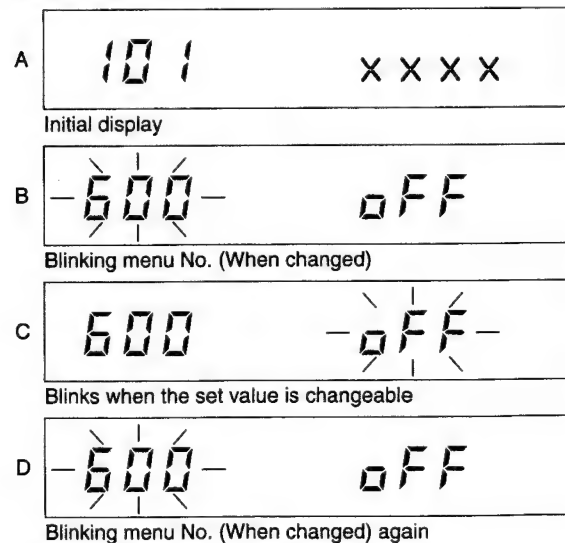 A 101 x x x x
Initial display
B 600 oFF
Blinking menu No. (When changed)
C 600 oFF
Blinks when the set value is changeable
D 600 oFF
Blinking menu No. (When changed) again